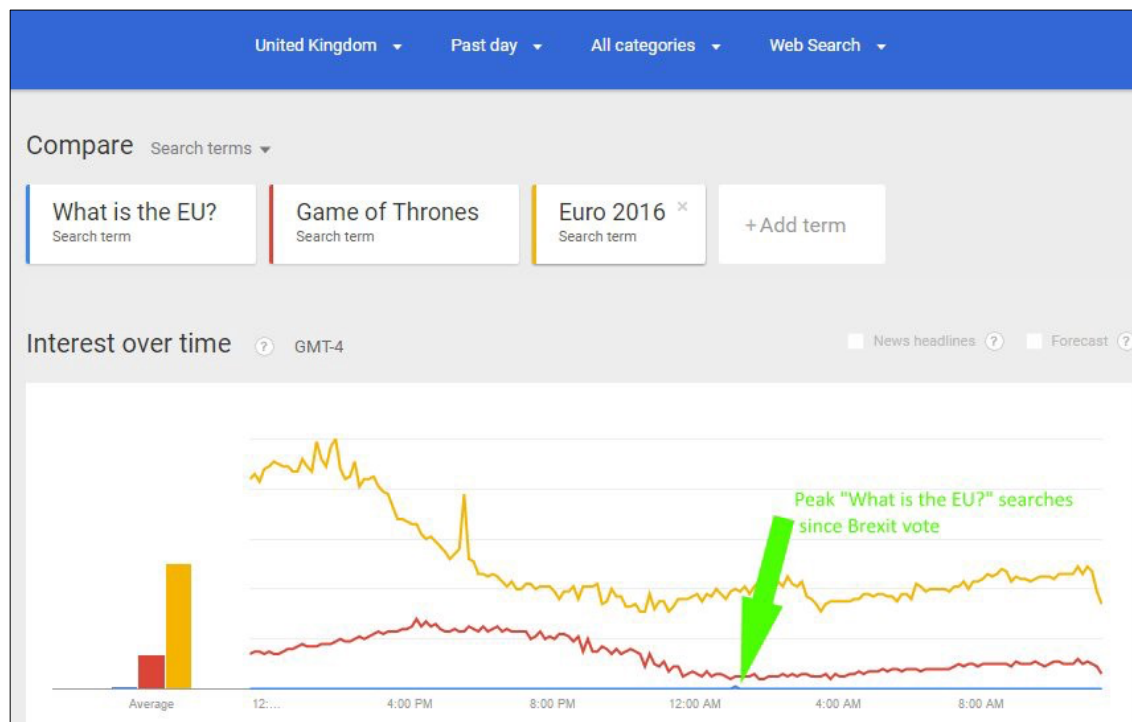 United Kingdom Past day All categories Web Search
Compare Search terms
What is the EU? Game of Thrones Euro 2016 × +Add term
Search term Search term Search term
Interest over time ? GMT-4 News headlines ? Forecast ?
Peak "What is the EU?" searches
since Brexit vote
Average 12:... 4:00 PM 8:00 PM 12:00 AM 4:00 AM 8:00 AM